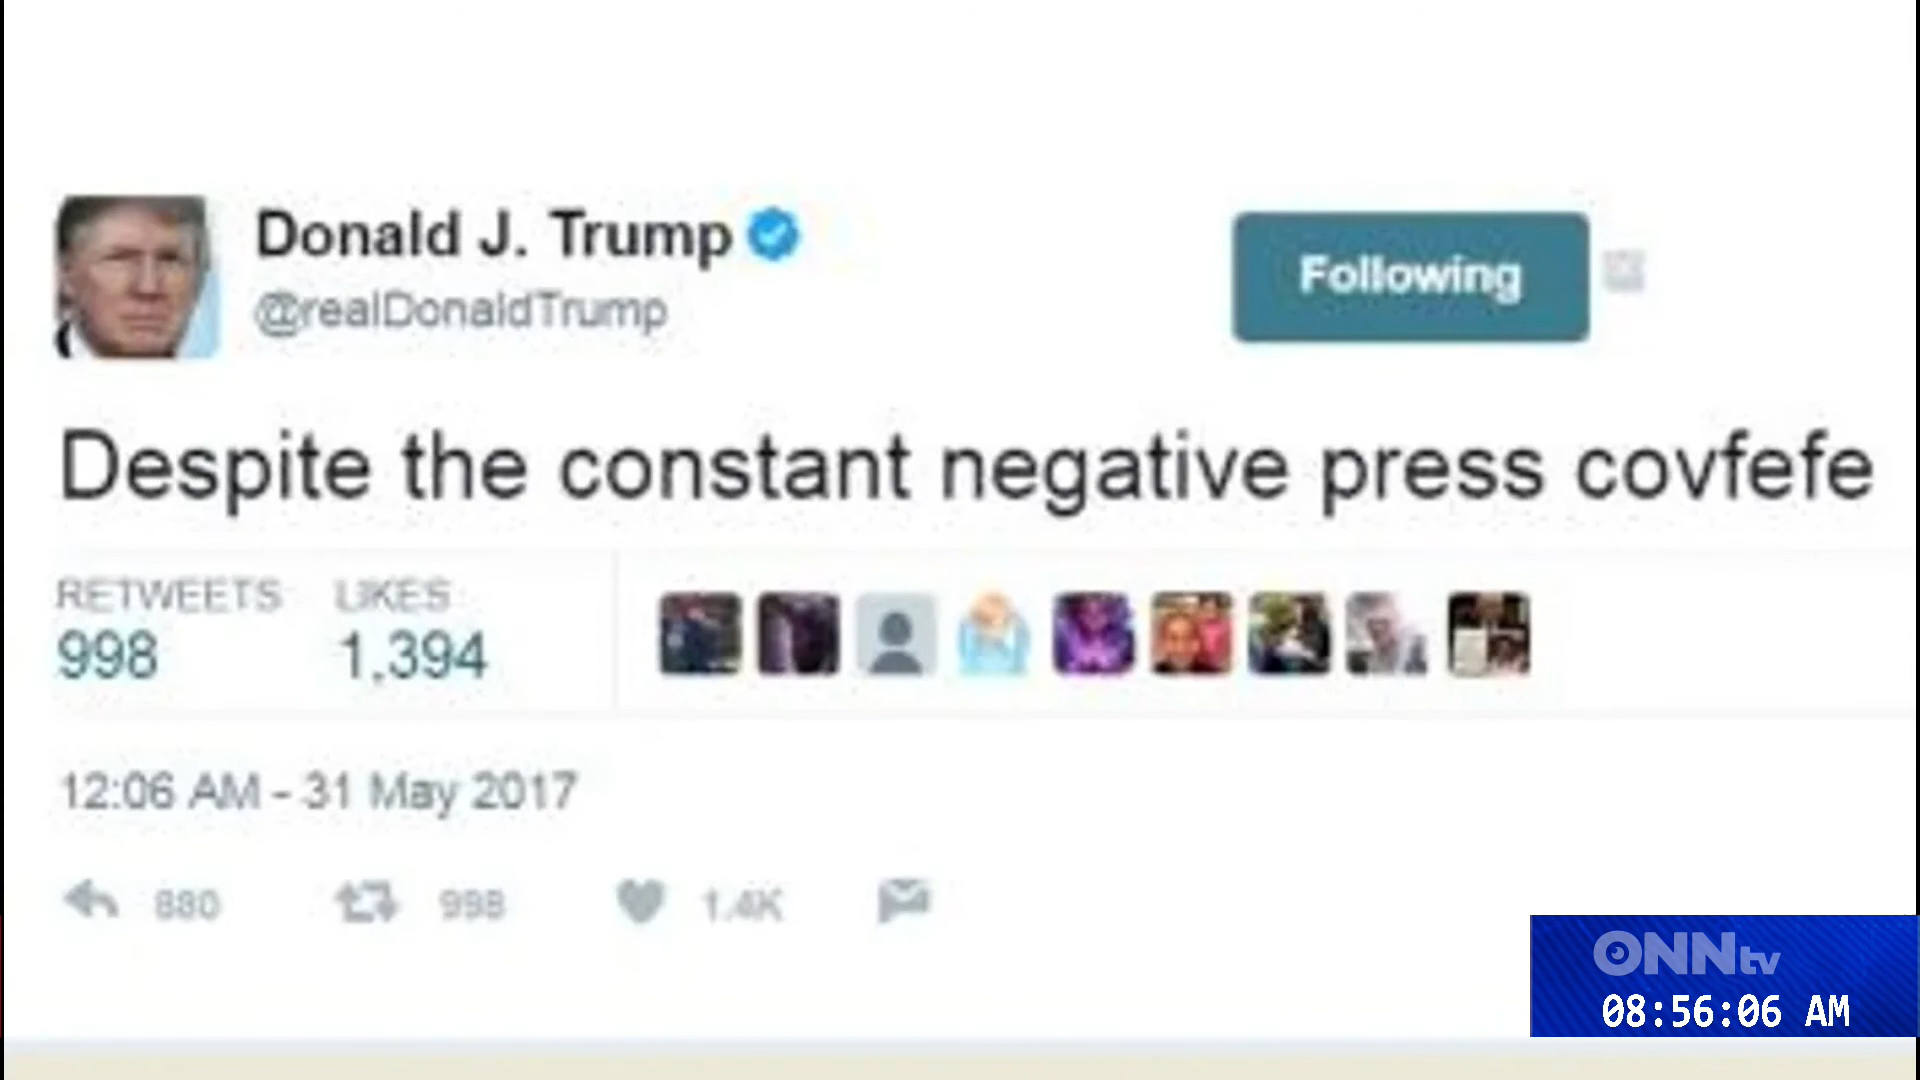 Donald J. Trump
@realDonaldTrump
Following
Despite the constant negative press covfefe
RETWEETS LIKES
998 1,394
12:06 AM - 31 May 2017
880 998 1.4K
ONNtv
08:56:06 AM